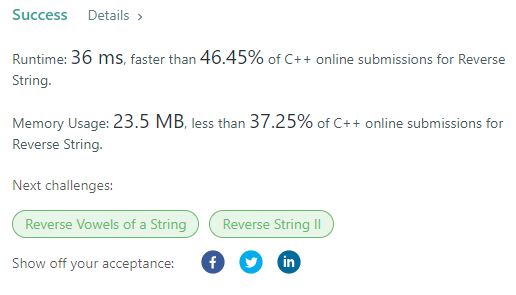 Success Details ›
Runtime: 36 ms, faster than 46.45% of C++ online submissions for Reverse
String.
Memory Usage: 23.5 MB, less than 37.25% of C++ online submissions for
Reverse String.
Next challenges:
Reverse Vowels of a String Reverse String II
Show off your acceptance: f in